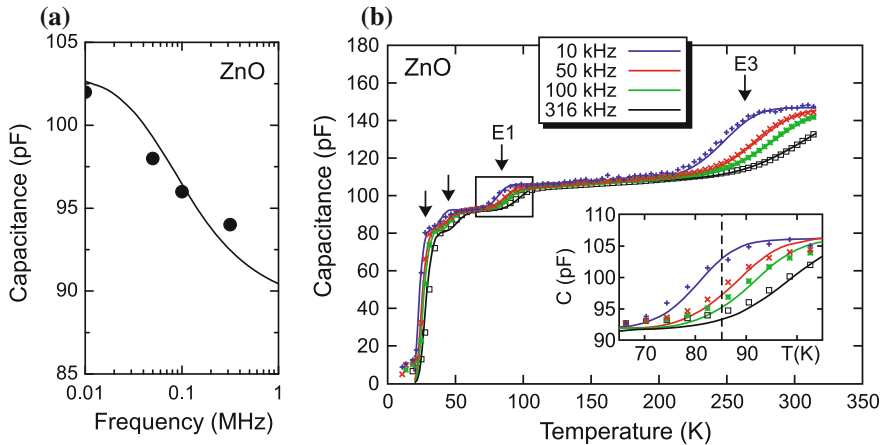 (a)
ZnO
Capacitance (pF)
105
100
95
90
85
0.01
0.1
1
Frequency (MHz)
(b)
ZnO
10 kHz
50 kHz
100 kHz
316 kHz
E1
E3
Capacitance (pF)
180
160
140
120
100
80
60
40
20
0
0
50
100
150
200
250
300
350
Temperature (K)
C (pF)
110
105
100
95
90
70
80
90
T(K)